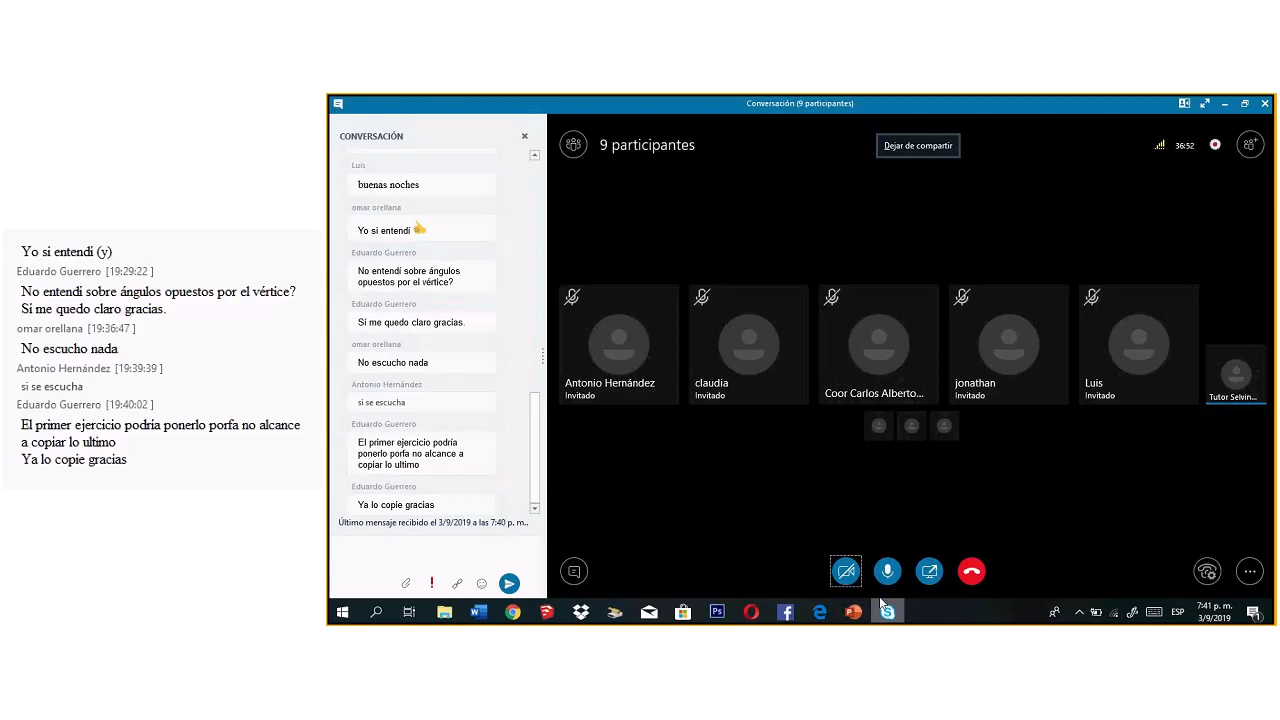 Yo si entendí (y)
Eduardo Guerrero [19:29:22 ]
No entendí sobre ángulos opuestos por el vértice?
Sí me quedo claro gracias.
omar orellana [19:36:47 ]
No escucho nada
Antonio Hernández [19:39:39 ]
si se escucha
Eduardo Guerrero [19:40:02 ]
El primer ejercicio podría ponerlo porfa no alcance
a copiar lo ultimo
Ya lo copie gracias
Conversación (9 participantes)
CONVERSACIÓN
Luis
buenas noches
omar orellana
Yo si entendí
Eduardo Guerrero
No entendí sobre ángulos
opuestos por el vértice?
Eduardo Guerrero
Sí me quedo claro gracias.
omar orellana
No escucho nada
Antonio Hernández
si se escucha
Eduardo Guerrero
El primer ejercicio podría
ponerlo porfa no alcance a
copiar lo ultimo
Eduardo Guerrero
Ya lo copie gracias
Último mensaje recibido el 3/9/2019 a las 7:40 p. m..
9 participantes
Dejar de compartir
36:52
Antonio Hernández
Invitado
claudia
Invitado
Coor Carlos Alberto...
jonathan
Invitado
Luis
Invitado
Tutor Selvin...
ESP
7:41 p. m.
3/9/2019